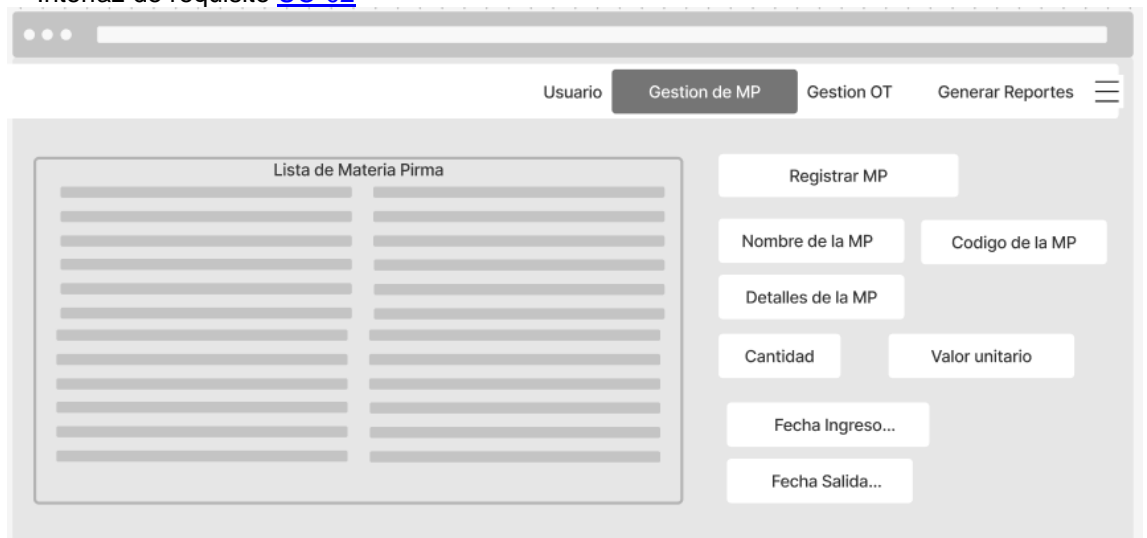 Usuario Gestion de MP Gestion OT Generar Reportes
Lista de Materia Pirma
Registrar MP
Nombre de la MP Codigo de la MP
Detalles de la MP
Cantidad Valor unitario
Fecha Ingreso...
Fecha Salida...